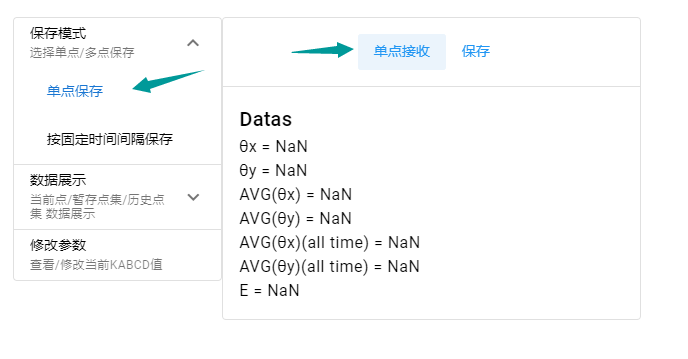 保存模式
选择单点/多点保存
单点保存
按固定时间间隔保存
数据展示
当前点/暂存点集/历史点
集 数据展示
修改参数
查看/修改当前KABCD值
单点接收 保存
Datas
θx = NaN
θy = NaN
AVG(θx) = NaN
AVG(θy) = NaN
AVG(θx)(all time) = NaN
AVG(θy)(all time) = NaN
E = NaN